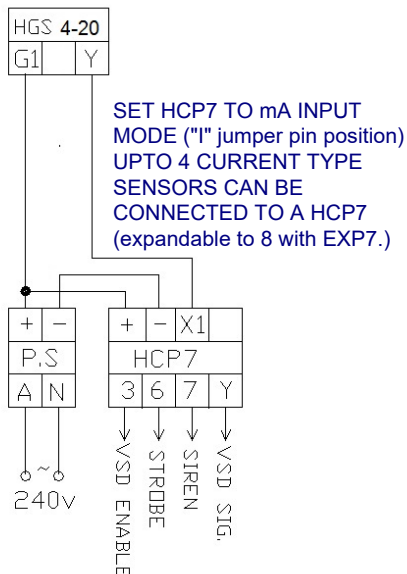 HGS 4-20
G1 Y
SET HCP7 TO mA INPUT
MODE ("I" jumper pin position)
UPTO 4 CURRENT TYPE
SENSORS CAN BE
CONNECTED TO A HCP7
(expandable to 8 with EXP7.)
+ -
P.S
A N
~
240v
+ - X1
HCP7
3 6 7 Y
VSD ENABLE
STROBE
SIREN
VSD SIG.